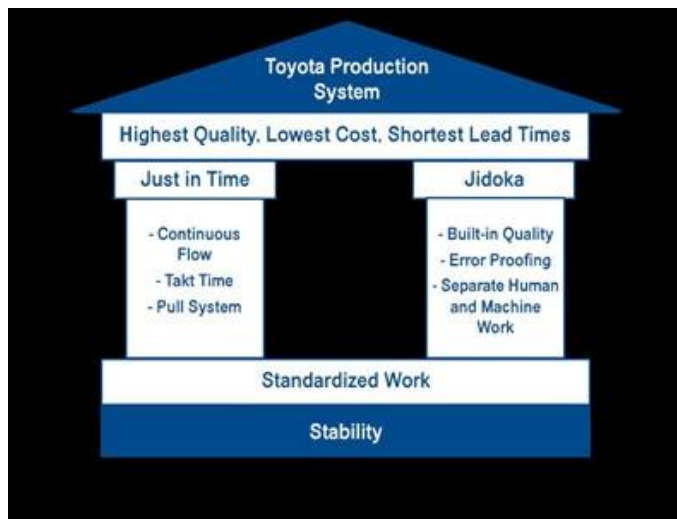 Toyota Production
System
Highest Quality, Lowest Cost, Shortest Lead Times
Just in Time
- Continuous
Flow
- Takt Time
- Pull System
Jidoka
- Built-in Quality
- Error Proofing
- Separate Human
and Machine
Work
Standardized Work
Stability